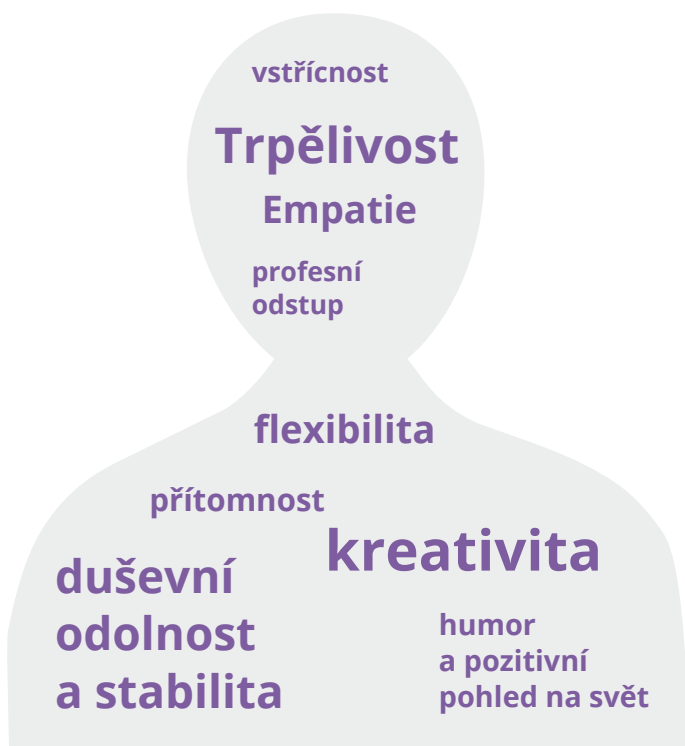 vstřícnost
Trpělivost
Empatie
profesní
odstup
flexibilita
přítomnost
kreativita
duševní
odolnost
a stabilita
humor
a pozitivní
pohled na svět